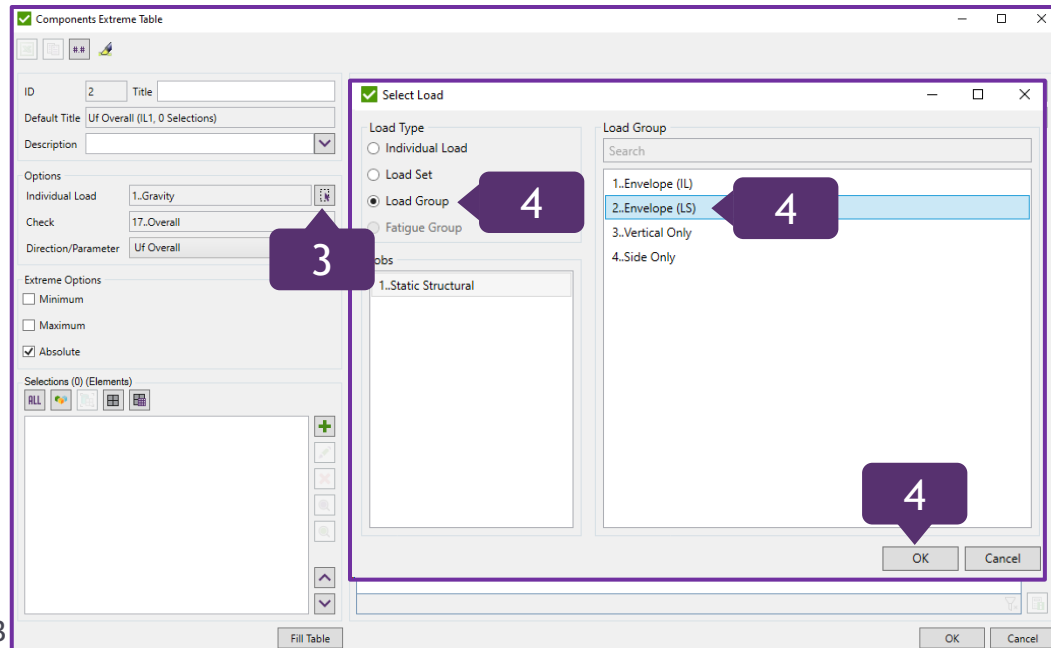 Components Extreme Table
#.#
ID 2 Title
Default Title Uf Overall (IL1, 0 Selections)
Description
Options
Individual Load 1..Gravity
Check 17..Overall
Direction/Parameter Uf Overall
3
Extreme Options
Minimum
Maximum
Absolute
Selections (0) (Elements)
ALL
Fill Table
Select Load
Load Type
Individual Load
Load Set
Load Group
4
Fatigue Group
obs
1..Static Structural
Load Group
Search
1..Envelope (IL)
2..Envelope (LS)
4
3..Vertical Only
4..Side Only
4
OK Cancel
OK Cancel